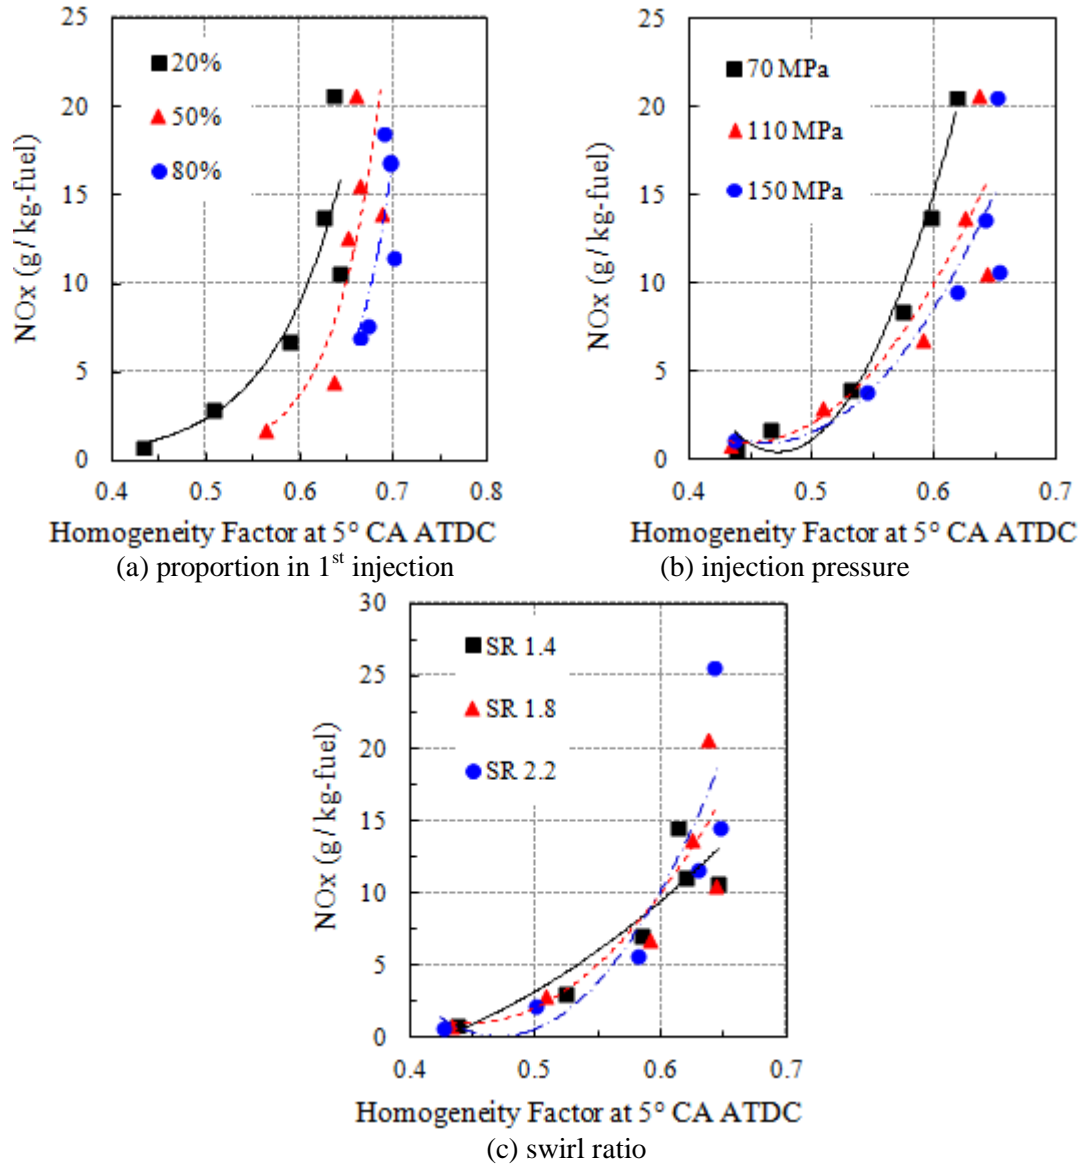 25
20
15
10
5
0
NOx (g / kg-fuel)
20%
50%
80%
0.4 0.5 0.6 0.7 0.8
Homogeneity Factor at 5° CA ATDC
(a) proportion in 1st injection
25
20
15
10
5
0
NOx (g / kg-fuel)
70 MPa
110 MPa
150 MPa
0.4 0.5 0.6 0.7
Homogeneity Factor at 5° CA ATDC
(b) injection pressure
30
25
20
15
10
5
0
NOx (g / kg-fuel)
SR 1.4
SR 1.8
SR 2.2
0.4 0.5 0.6 0.7
Homogeneity Factor at 5° CA ATDC
(c) swirl ratio